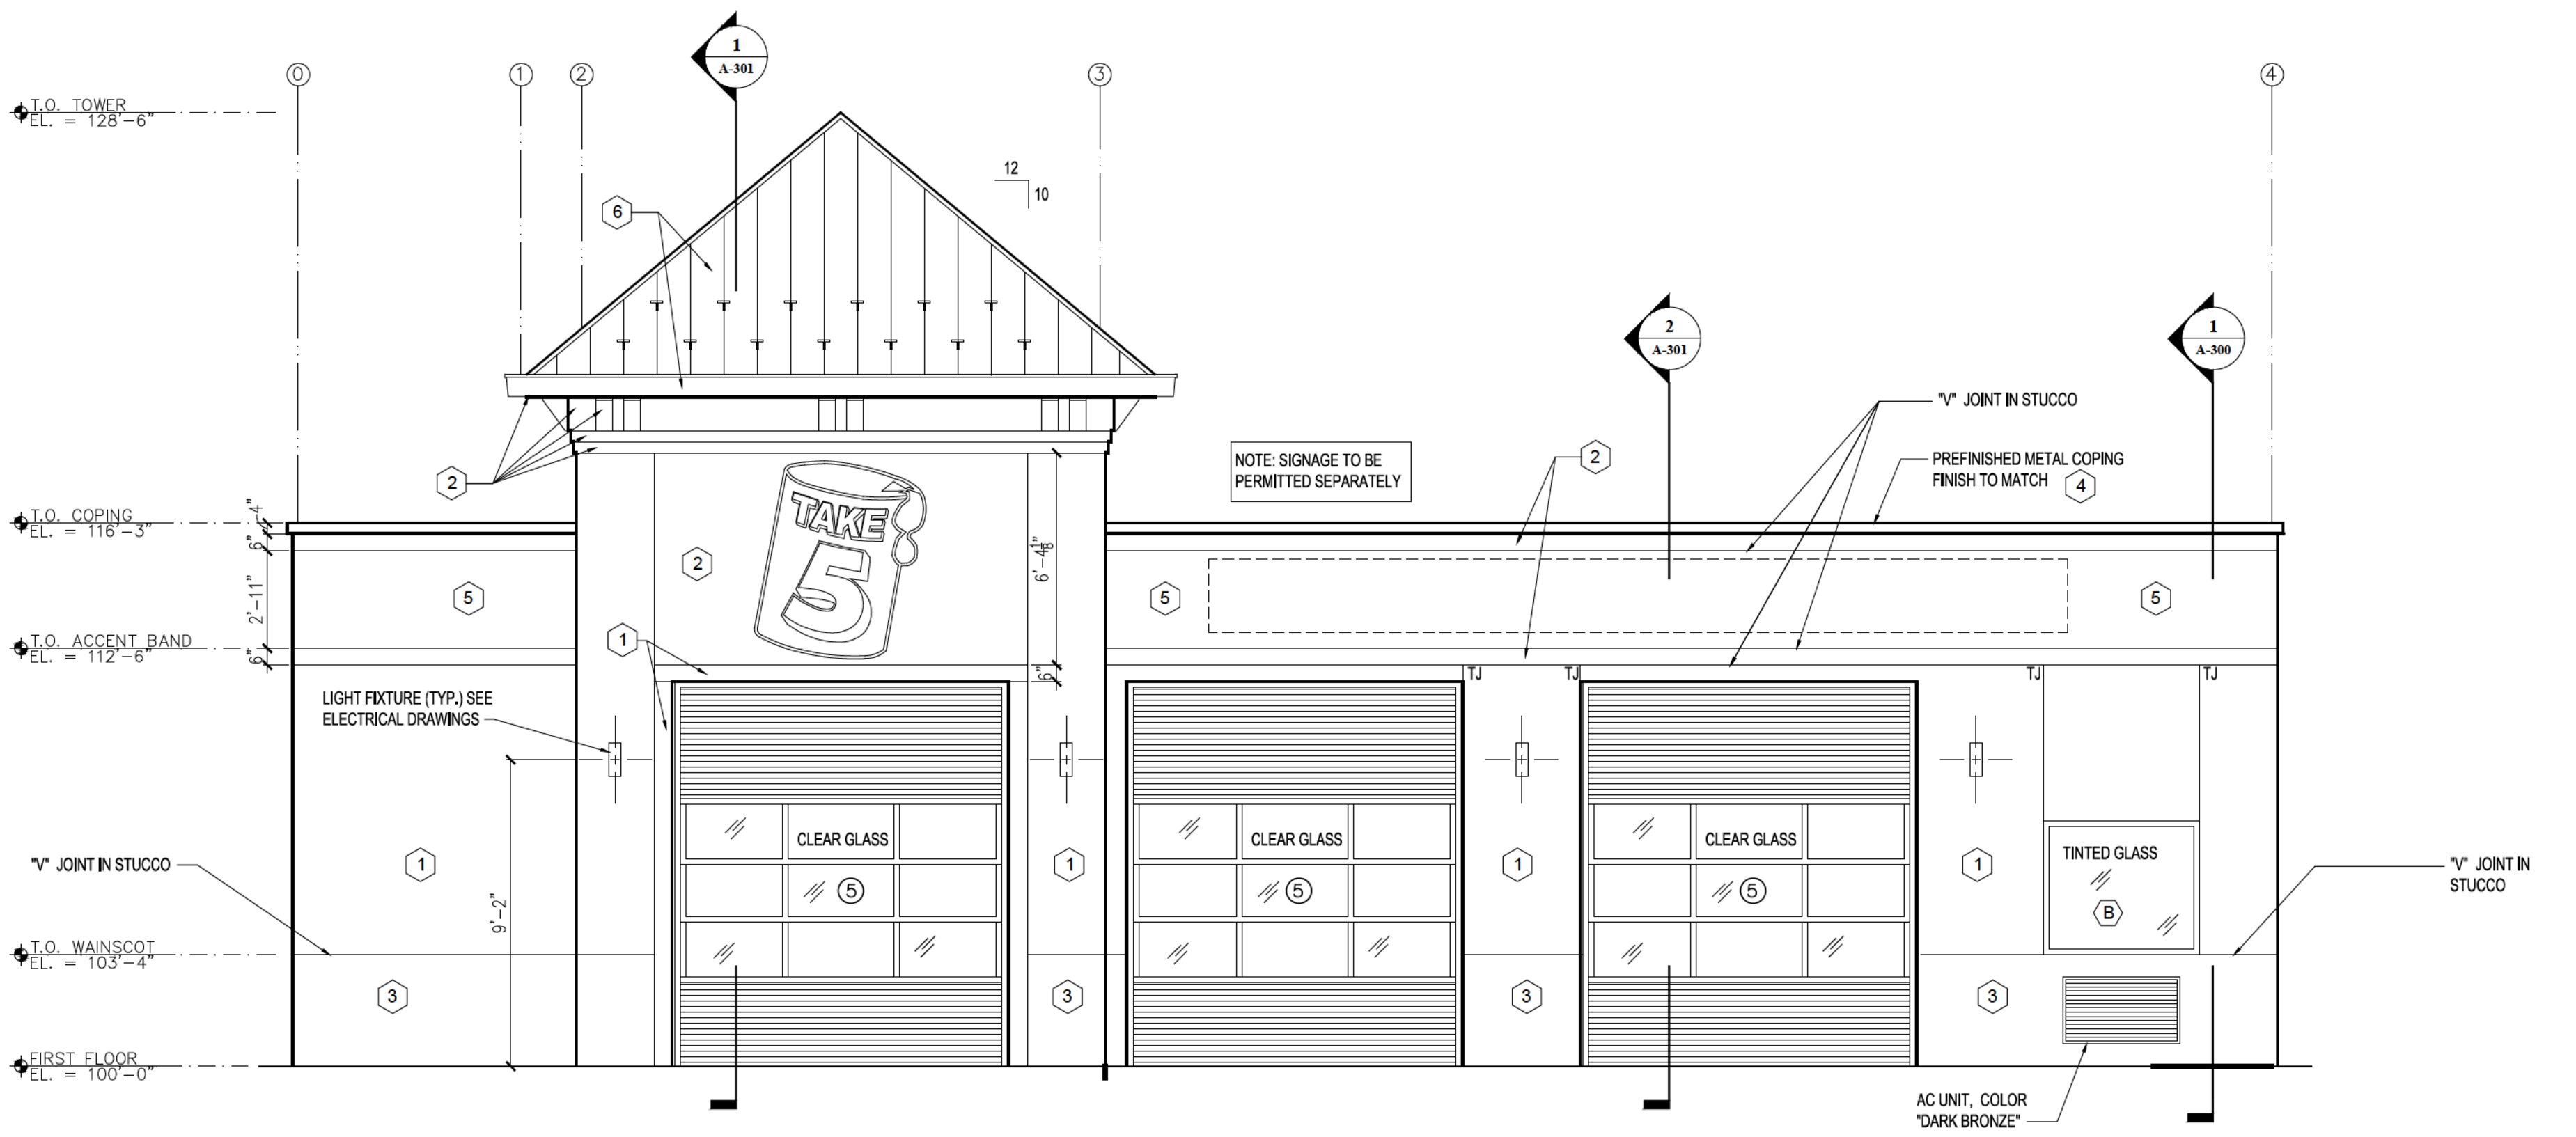 1
A-301
0
1
2
3
4
T.O. TOWER
EL. = 128'-6"
12
10
6
2
A-301
1
A-300
"V" JOINT IN STUCCO
2
2
NOTE: SIGNAGE TO BE
PERMITTED SEPARATELY
PREFINISHED METAL COPING
FINISH TO MATCH
4
T.O. COPING
EL. = 116'-3"
4"
6"
2'-11"
6"
TAKE
5
2
6'-4 1/8"
6"
5
5
5
T.O. ACCENT BAND
EL. = 112'-6"
1
TJ
TJ
TJ
TJ
LIGHT FIXTURE (TYP.) SEE
ELECTRICAL DRAWINGS
CLEAR GLASS
CLEAR GLASS
CLEAR GLASS
TINTED GLASS
"V" JOINT IN STUCCO
1
1
1
1
"V" JOINT IN
STUCCO
5
5
5
B
9'-2"
T.O. WAINSCOT
EL. = 103'-4"
3
3
3
3
FIRST FLOOR
EL. = 100'-0"
AC UNIT, COLOR
"DARK BRONZE"